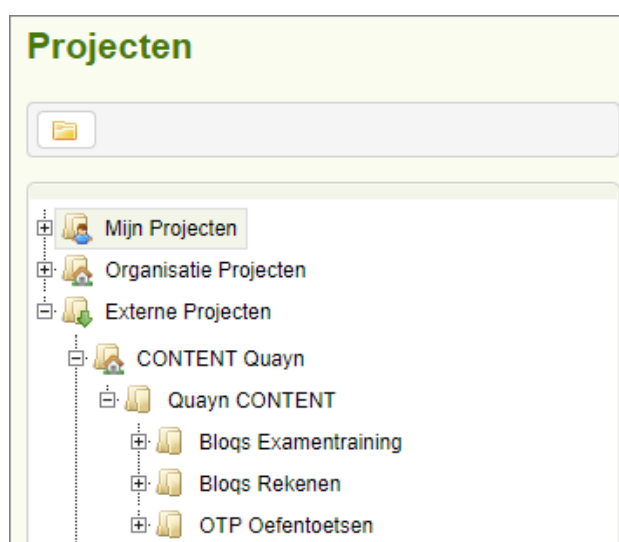 Projecten
Mijn Projecten
Organisatie Projecten
Externe Projecten
CONTENT Quayn
Quayn CONTENT
Bloqs Examentraining
Bloqs Rekenen
OTP Oefentoetsen